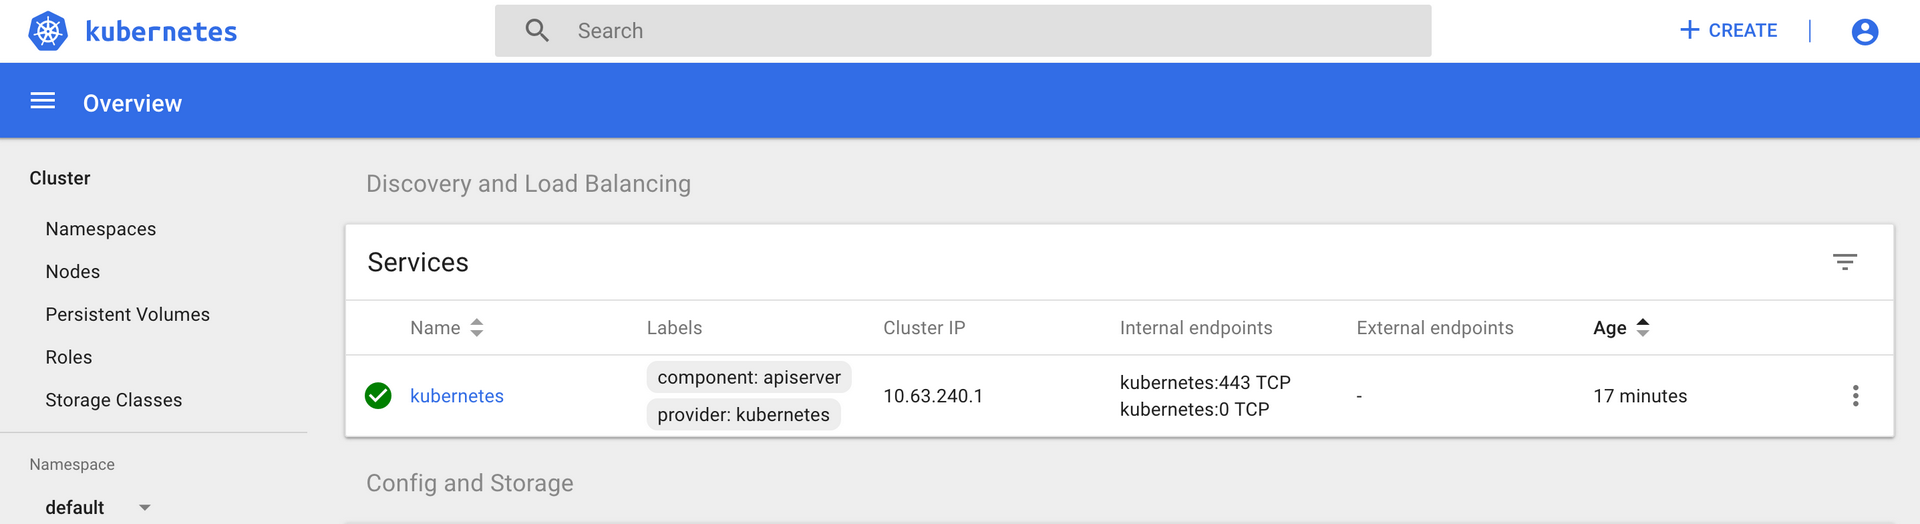 kubernetes
Search
+ CREATE
Overview
Cluster
Namespaces
Nodes
Persistent Volumes
Roles
Storage Classes
Namespace
default
Discovery and Load Balancing
Services
Name Labels Cluster IP Internal endpoints External endpoints Age
kubernetes
component: apiserver
provider: kubernetes
10.63.240.1
kubernetes:443 TCP
kubernetes:0 TCP
-
17 minutes
Config and Storage